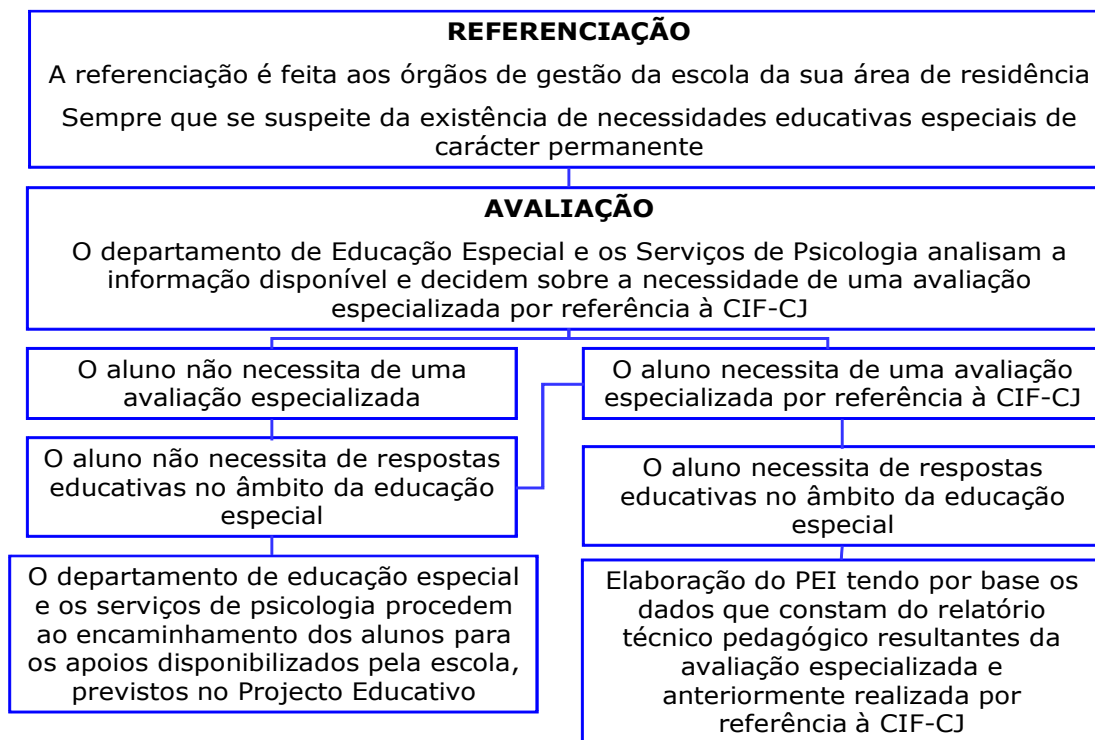 REFERENCIAÇÃO
A referenciação é feita aos órgãos de gestão da escola da sua área de residência
Sempre que se suspeite da existência de necessidades educativas especiais de
carácter permanente
AVALIAÇÃO
O departamento de Educação Especial e os Serviços de Psicologia analisam a
informação disponível e decidem sobre a necessidade de uma avaliação
especializada por referência à CIF-CJ
O aluno não necessita de uma
avaliação especializada
O aluno necessita de uma avaliação
especializada por referência à CIF-CJ
O aluno não necessita de respostas
educativas no âmbito da educação
especial
O aluno necessita de respostas
educativas no âmbito da educação
especial
O departamento de educação especial
e os serviços de psicologia procedem
ao encaminhamento dos alunos para
os apoios disponibilizados pela escola,
previstos no Projecto Educativo
Elaboração do PEI tendo por base os
dados que constam do relatório
técnico pedagógico resultantes da
avaliação especializada e
anteriormente realizada por
referência à CIF-CJ